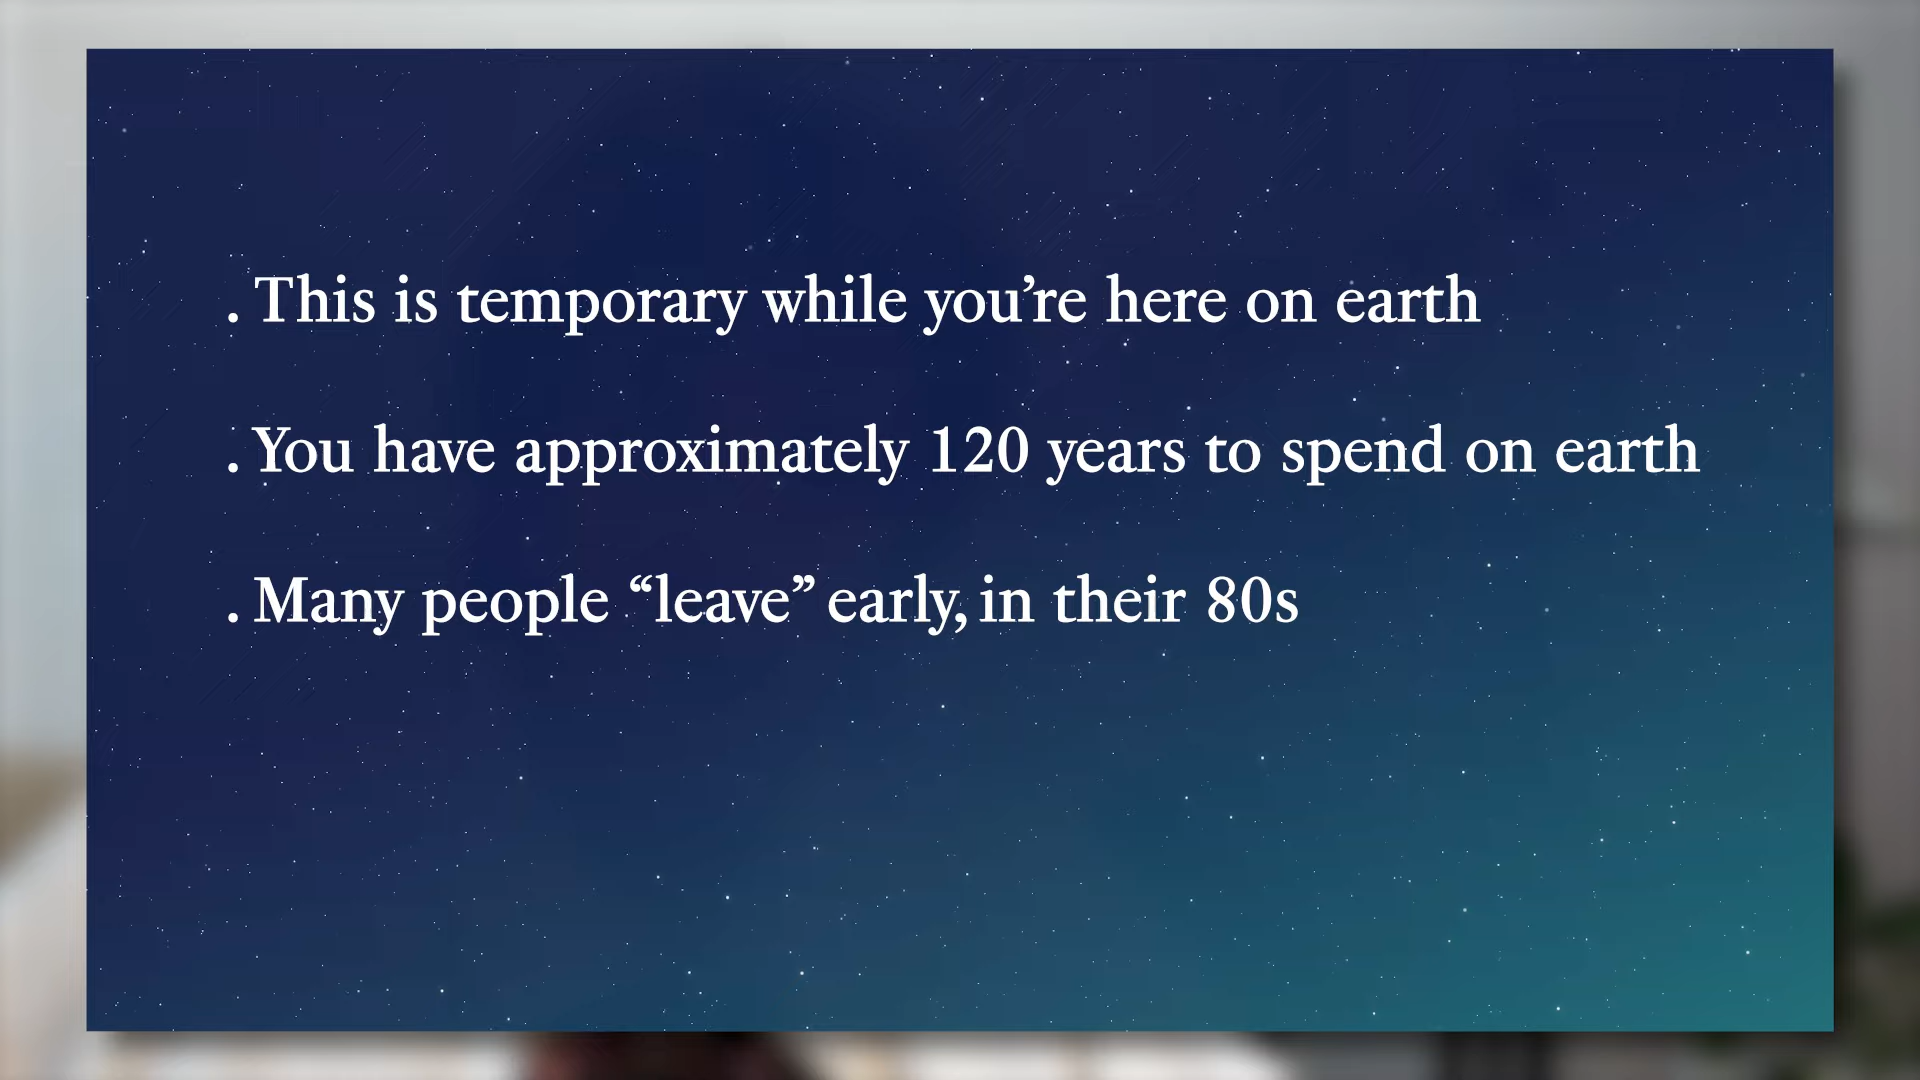 . This is temporary while you’re here on earth
. You have approximately 120 years to spend on earth
. Many people “leave” early, in their 80s